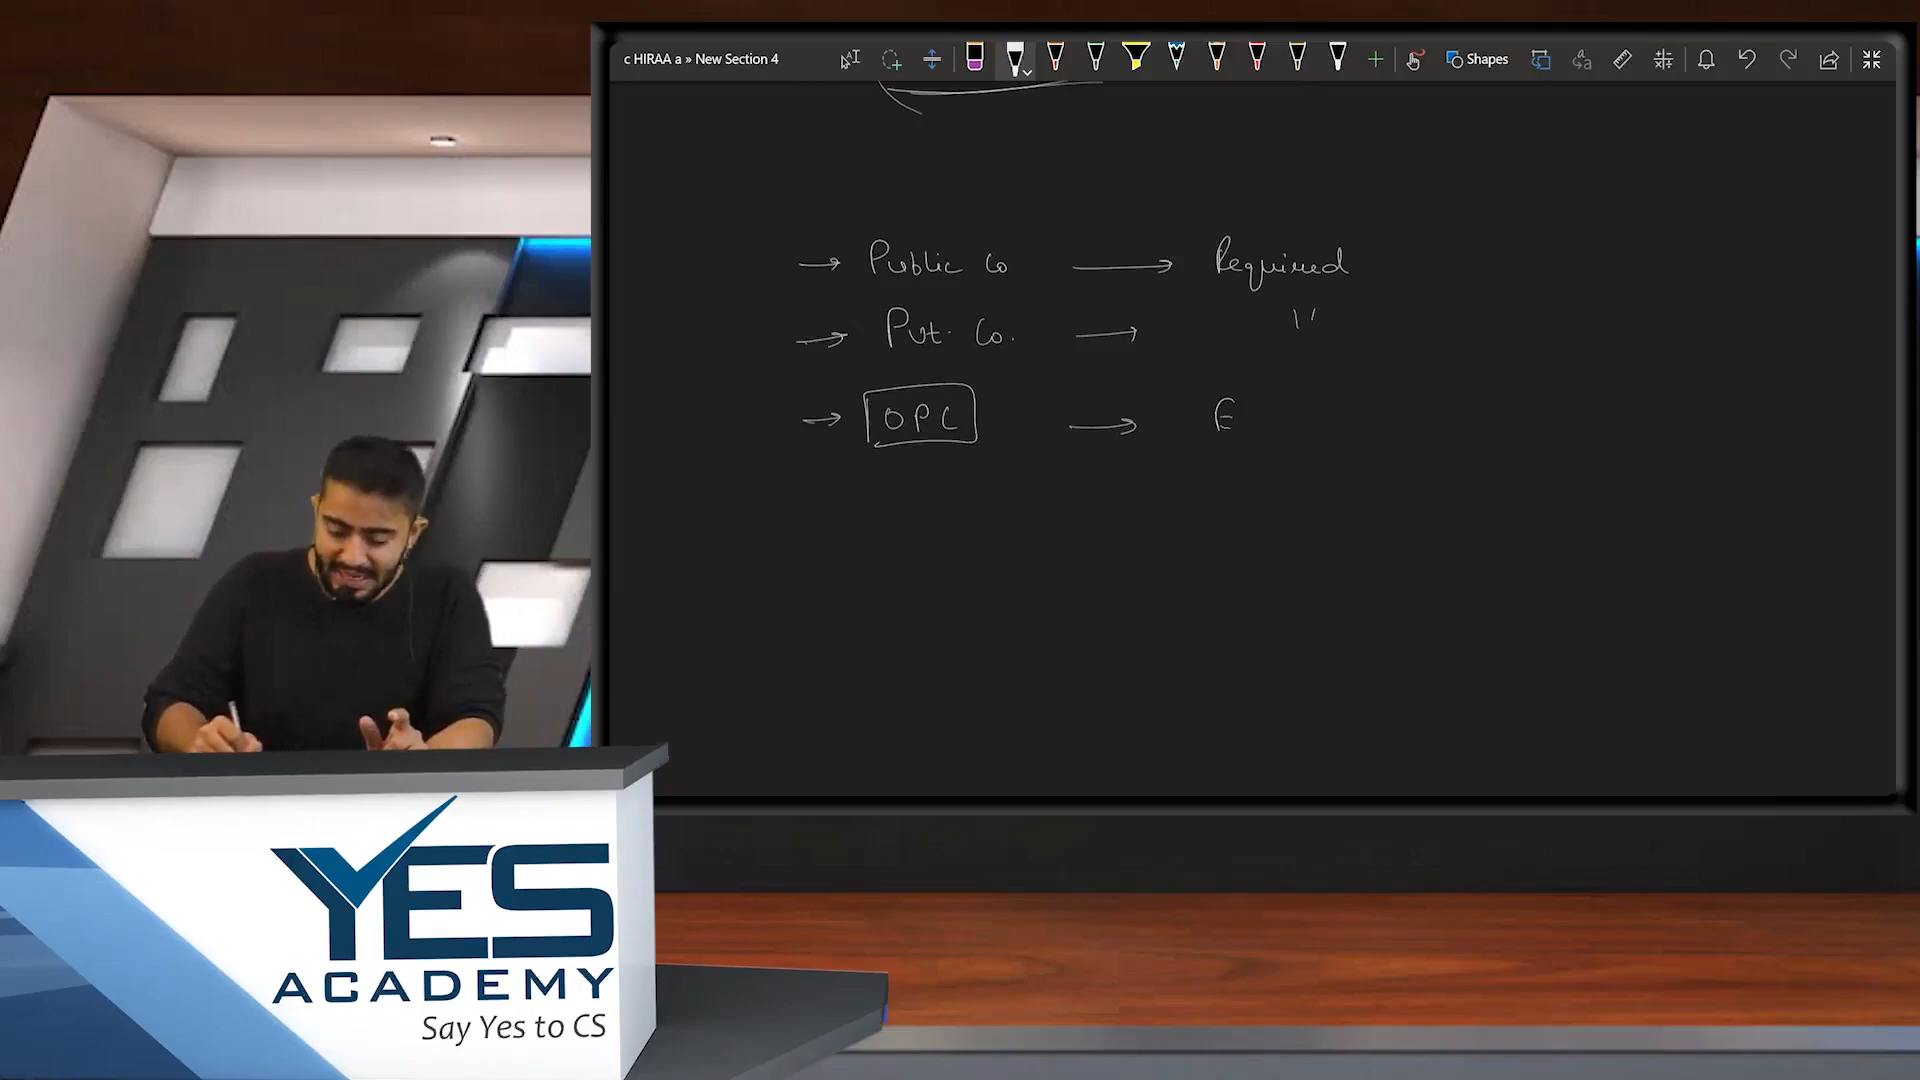 c HIRAA a » New Section 4
Shapes
→ Public Co → Required
→ Pvt. Co. → "
→ OPC → E
YES
ACADEMY
Say Yes to CS